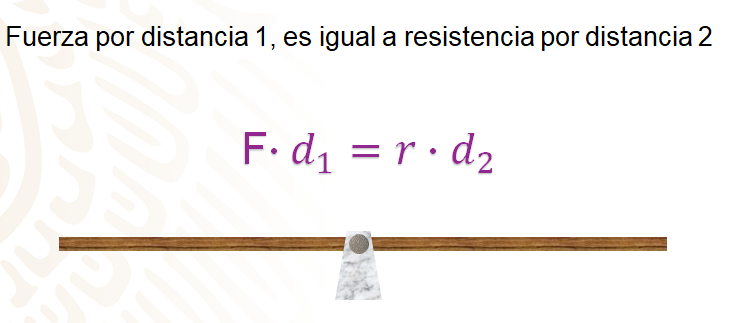 Fuerza por distancia 1, es igual a resistencia por distancia 2
F· d₁ = r · d₂